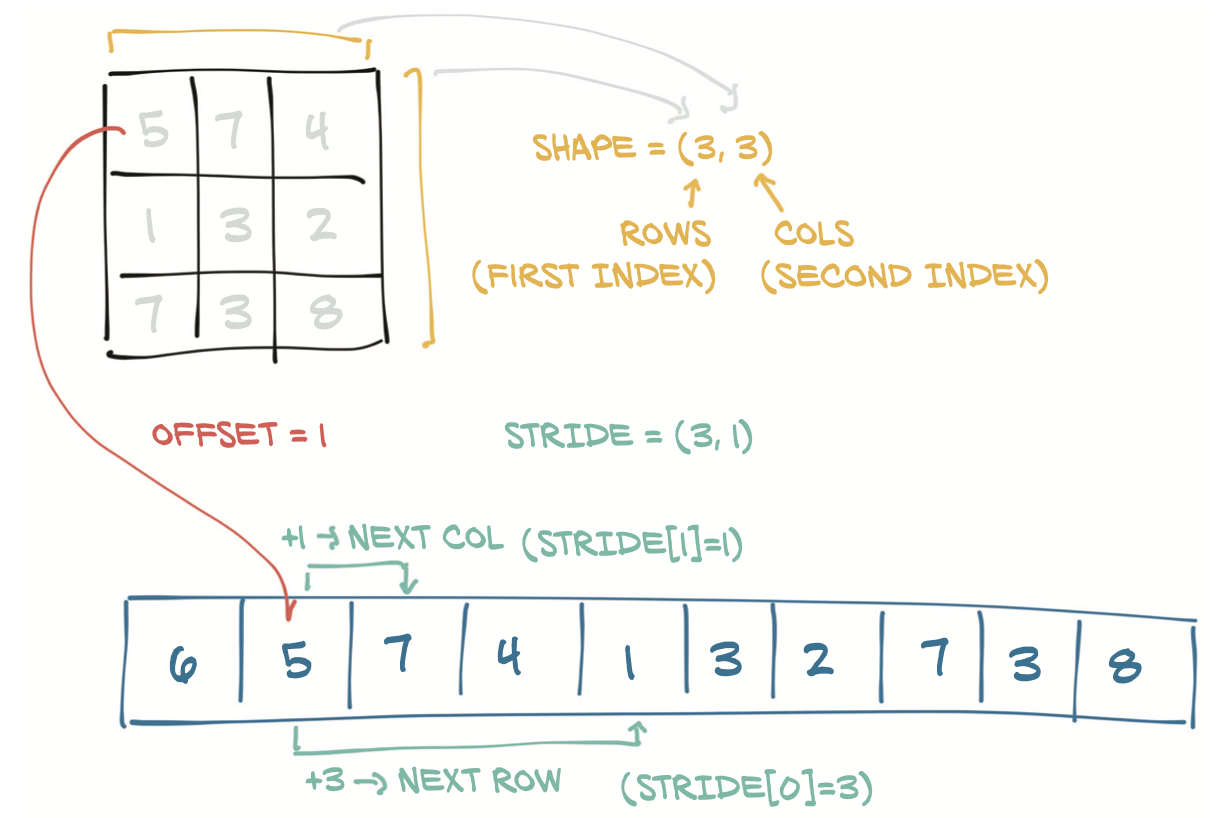 5 7 4
SHAPE = (3, 3)
1 3 2
ROWS COLS
(FIRST INDEX) (SECOND INDEX)
7 3 8
OFFSET = 1
STRIDE = (3, 1)
+1 → NEXT COL (STRIDE[1]=1)
6 5 7 4 1 3 2 7 3 8
+3 → NEXT ROW (STRIDE[0]=3)